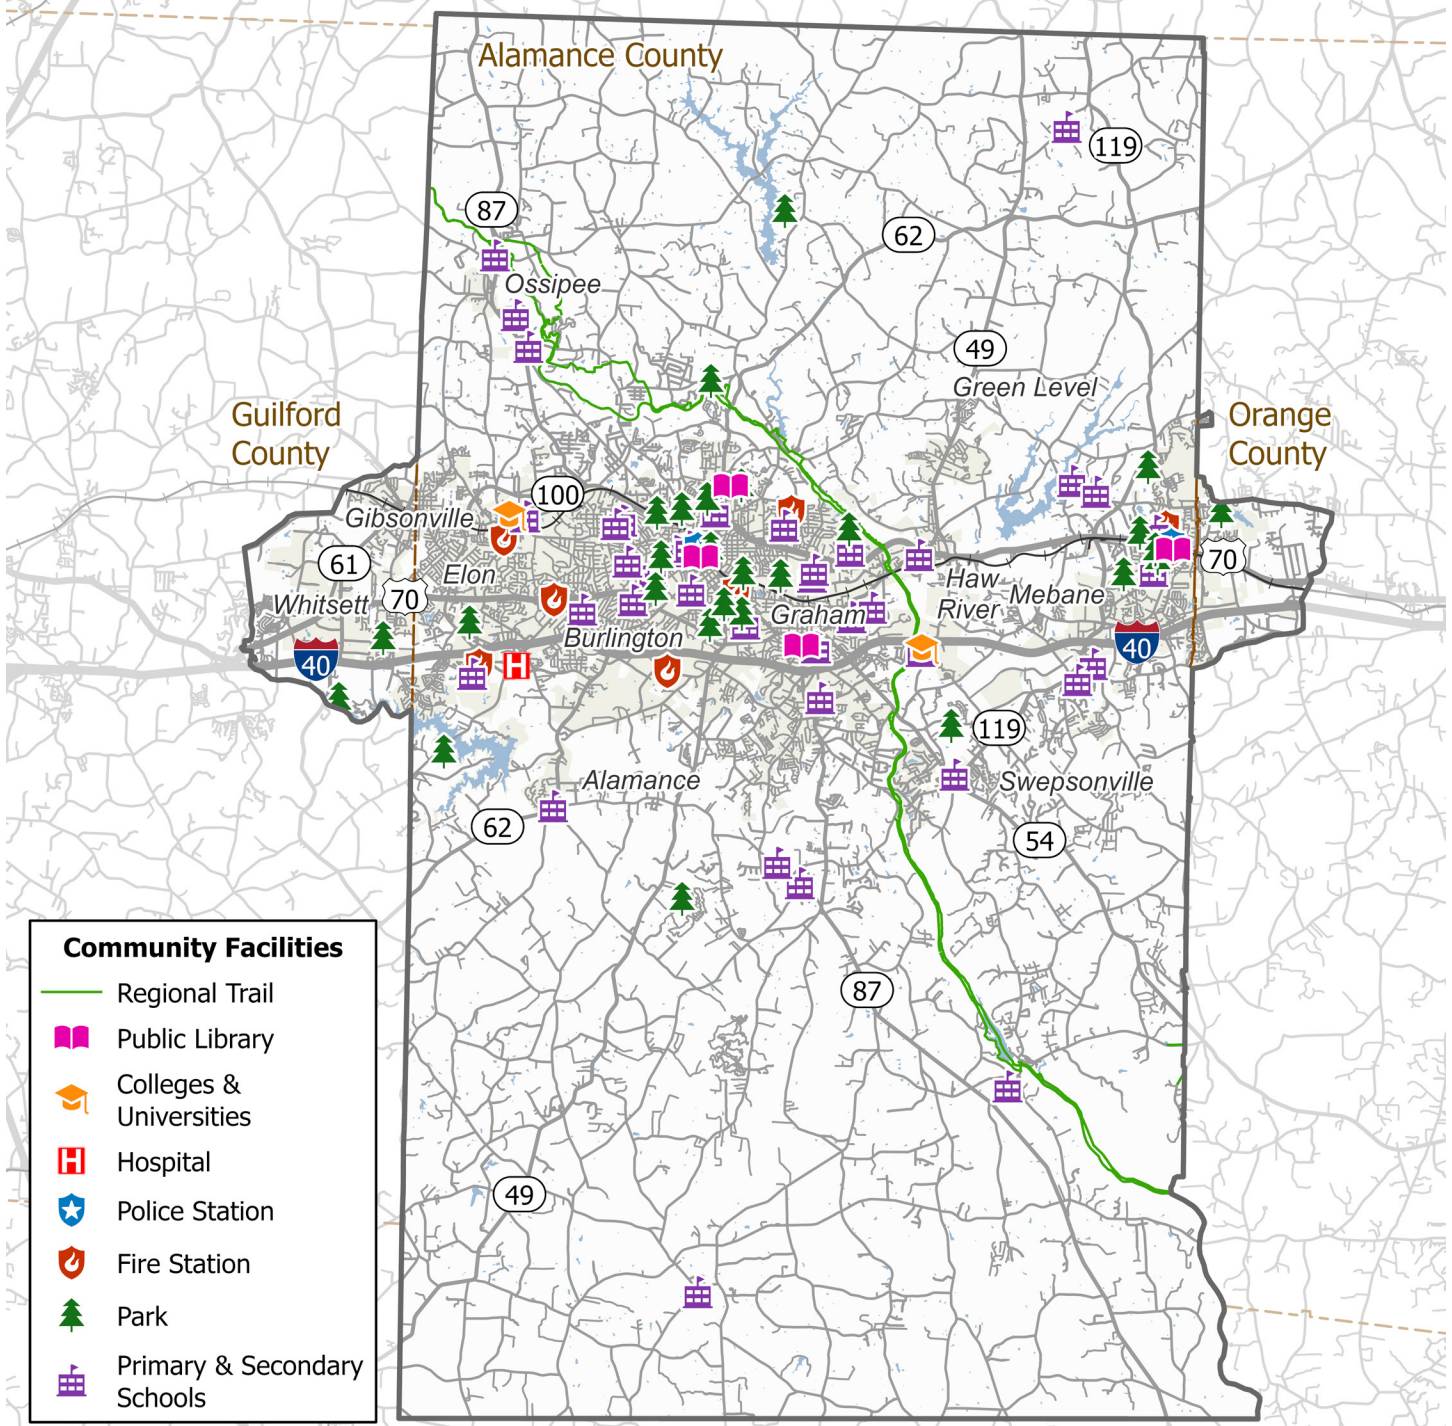 Alamance County
119
87
62
Ossipee
49
Green Level
Guilford
County
Orange
County
100
Gibsonville
61
Elon
70
Whitsett
70
Haw
River
Mebane
Graham
Burlington
40
40
119
Alamance
Swepsonville
62
54
87
49
Community Facilities
Regional Trail
Public Library
Colleges &
Universities
H
Hospital
Police Station
Fire Station
Park
Primary & Secondary
Schools
H